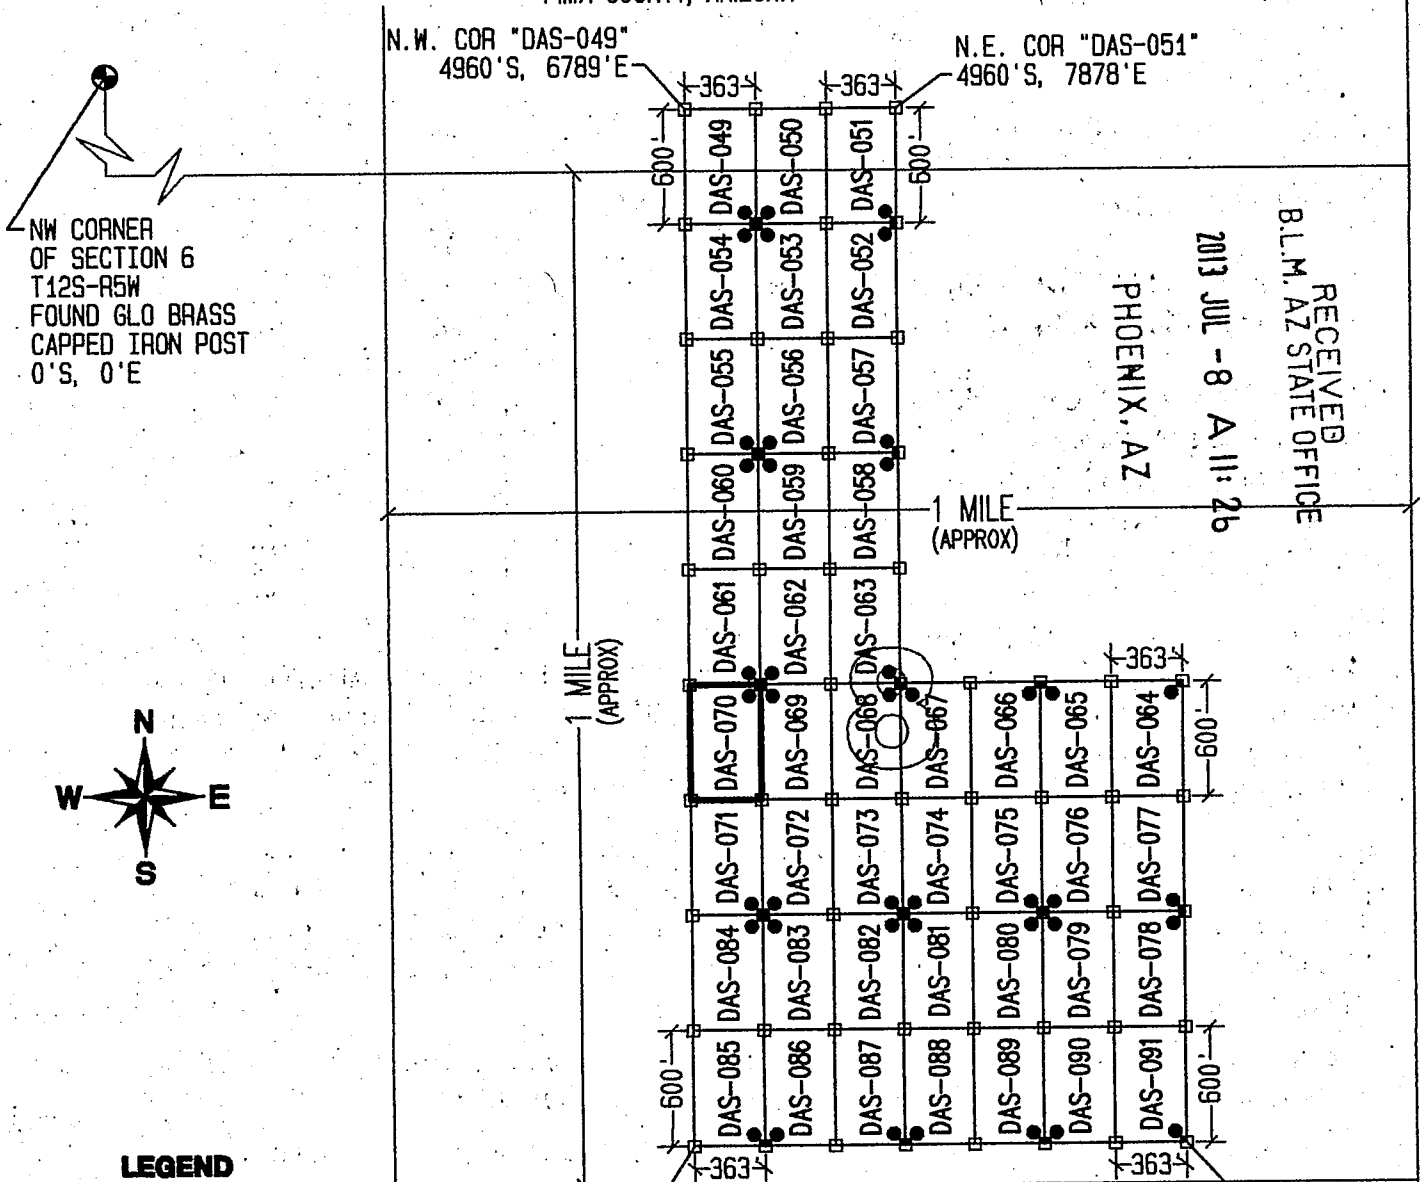 N.W. COR "DAS-049"
4960'S, 6789'E
N.E. COR "DAS-051"
4960'S, 7878'E
363
363
600'
DAS-049
DAS-050
DAS-051
600'
NW CORNER
OF SECTION 6
T12S-R5W
FOUND GLO BRASS
CAPPED IRON POST
0'S, 0'E
DAS-054
DAS-053
DAS-052
RECEIVED
B.L.M. AZ STATE OFFICE
2013 JUL -8 A 11: 26
PHOENIX, AZ
DAS-055
DAS-056
DAS-057
DAS-060
DAS-059
DAS-058
1 MILE
(APPROX)
DAS-061
DAS-062
DAS-063
1 MILE
(APPROX)
363
DAS-070
DAS-069
DAS-068
DAS-067
DAS-066
DAS-065
DAS-064
600'
N
W
E
S
DAS-071
DAS-072
DAS-073
DAS-074
DAS-075
DAS-076
DAS-077
DAS-084
DAS-083
DAS-082
DAS-081
DAS-080
DAS-079
DAS-078
600'
DAS-085
DAS-086
DAS-087
DAS-088
DAS-089
DAS-090
DAS-091
600'
363
363
LEGEND